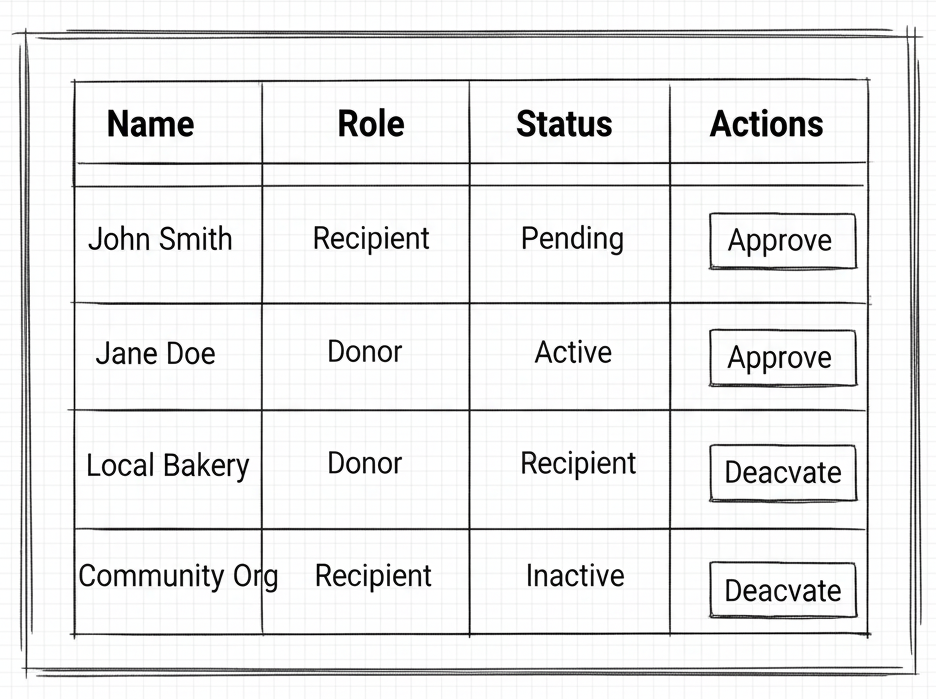 Name Role Status Actions
John Smith Recipient Pending Approve
Jane Doe Donor Active Approve
Local Bakery Donor Recipient Deacvate
Community Org Recipient Inactive Deacvate